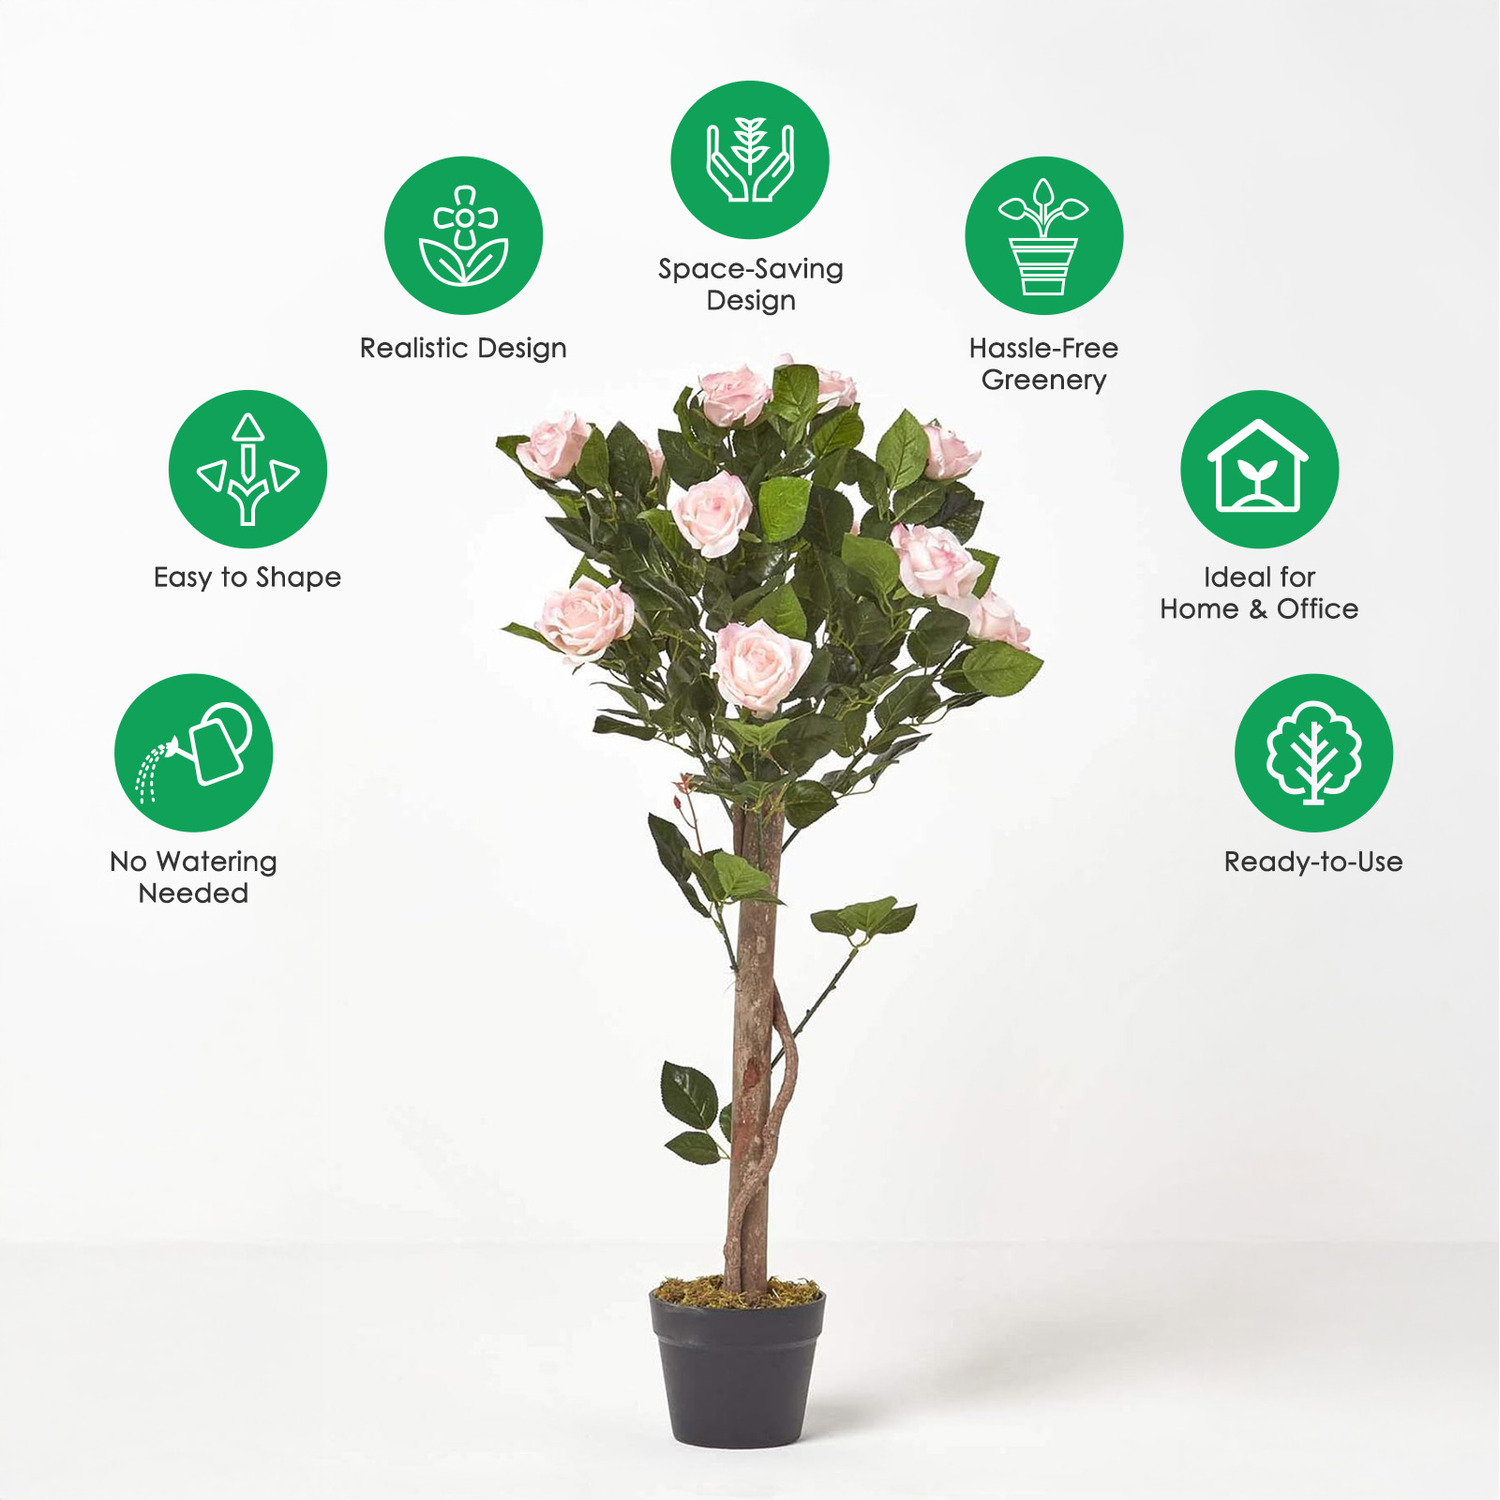 Space-Saving
Design
Realistic Design
Hassle-Free
Greenery
Easy to Shape
Ideal for
Home & Office
No Watering
Needed
Ready-to-Use